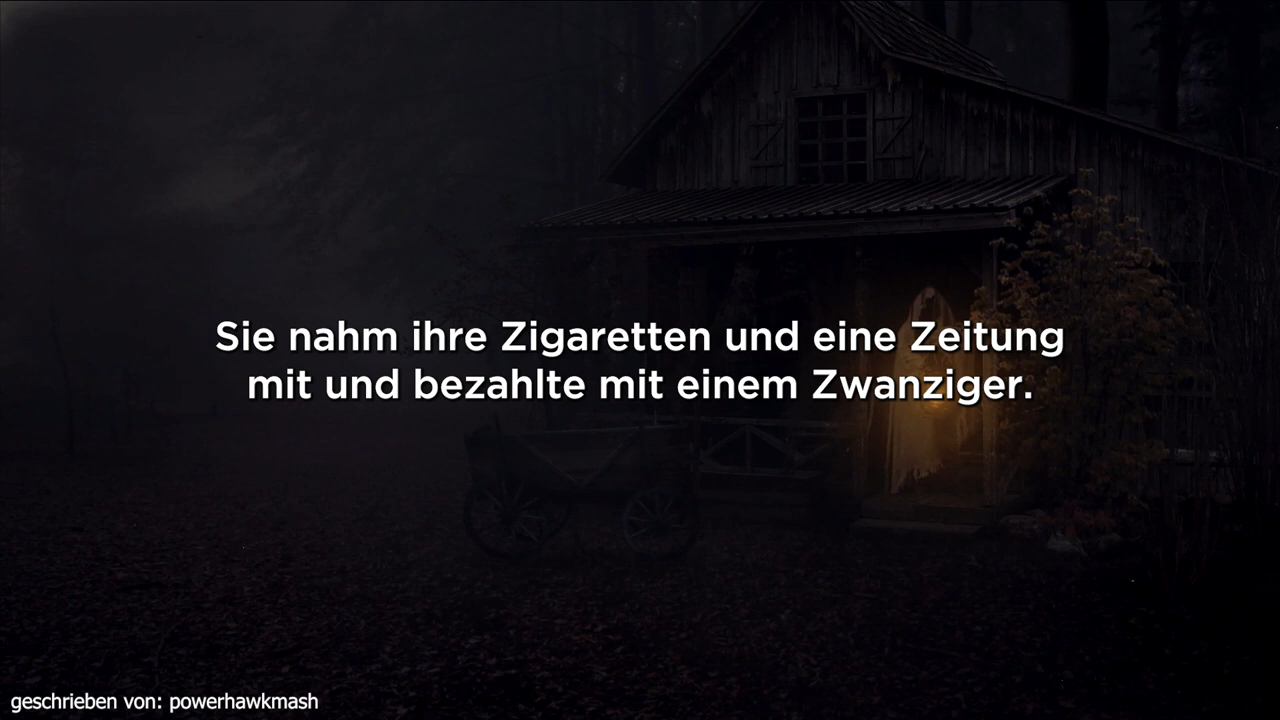 Sie nahm ihre Zigaretten und eine Zeitung
mit und bezahlte mit einem Zwanziger.
geschrieben von: powerhawkmash